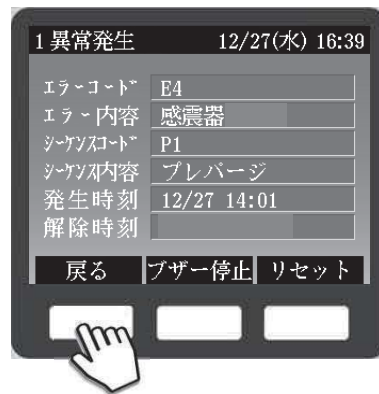 1 異常発生 12/27(水) 16:39
ｴﾗｰｺｰﾄﾞ E4
エラー内容 感震器
ｼｰｹﾝｽｺｰﾄﾞ P1
ｼｰｹﾝｽ内容 プレパージ
発生時刻 12/27 14:01
解除時刻
戻る ブザー停止 リセット